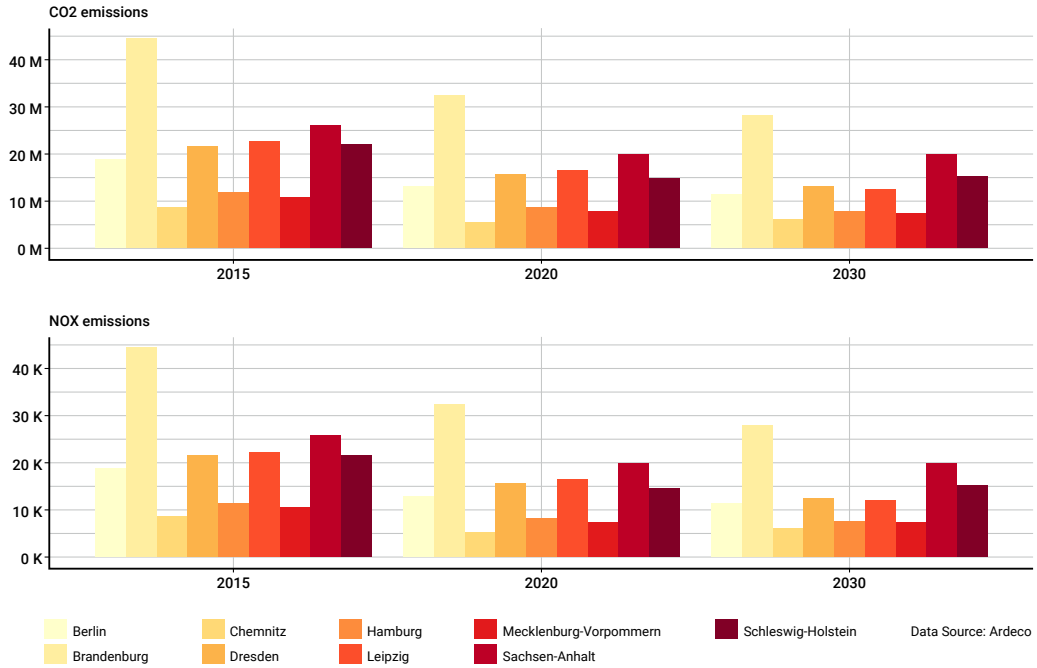 CO2 emissions
40 M
30 M
20 M
10 M
0 M
2015 2020 2030
NOX emissions
40 K
30 K
20 K
10 K
0 K
2015 2020 2030
Berlin Chemnitz Hamburg Mecklenburg-Vorpommern Schleswig-Holstein Data Source: Ardeco
Brandenburg Dresden Leipzig Sachsen-Anhalt